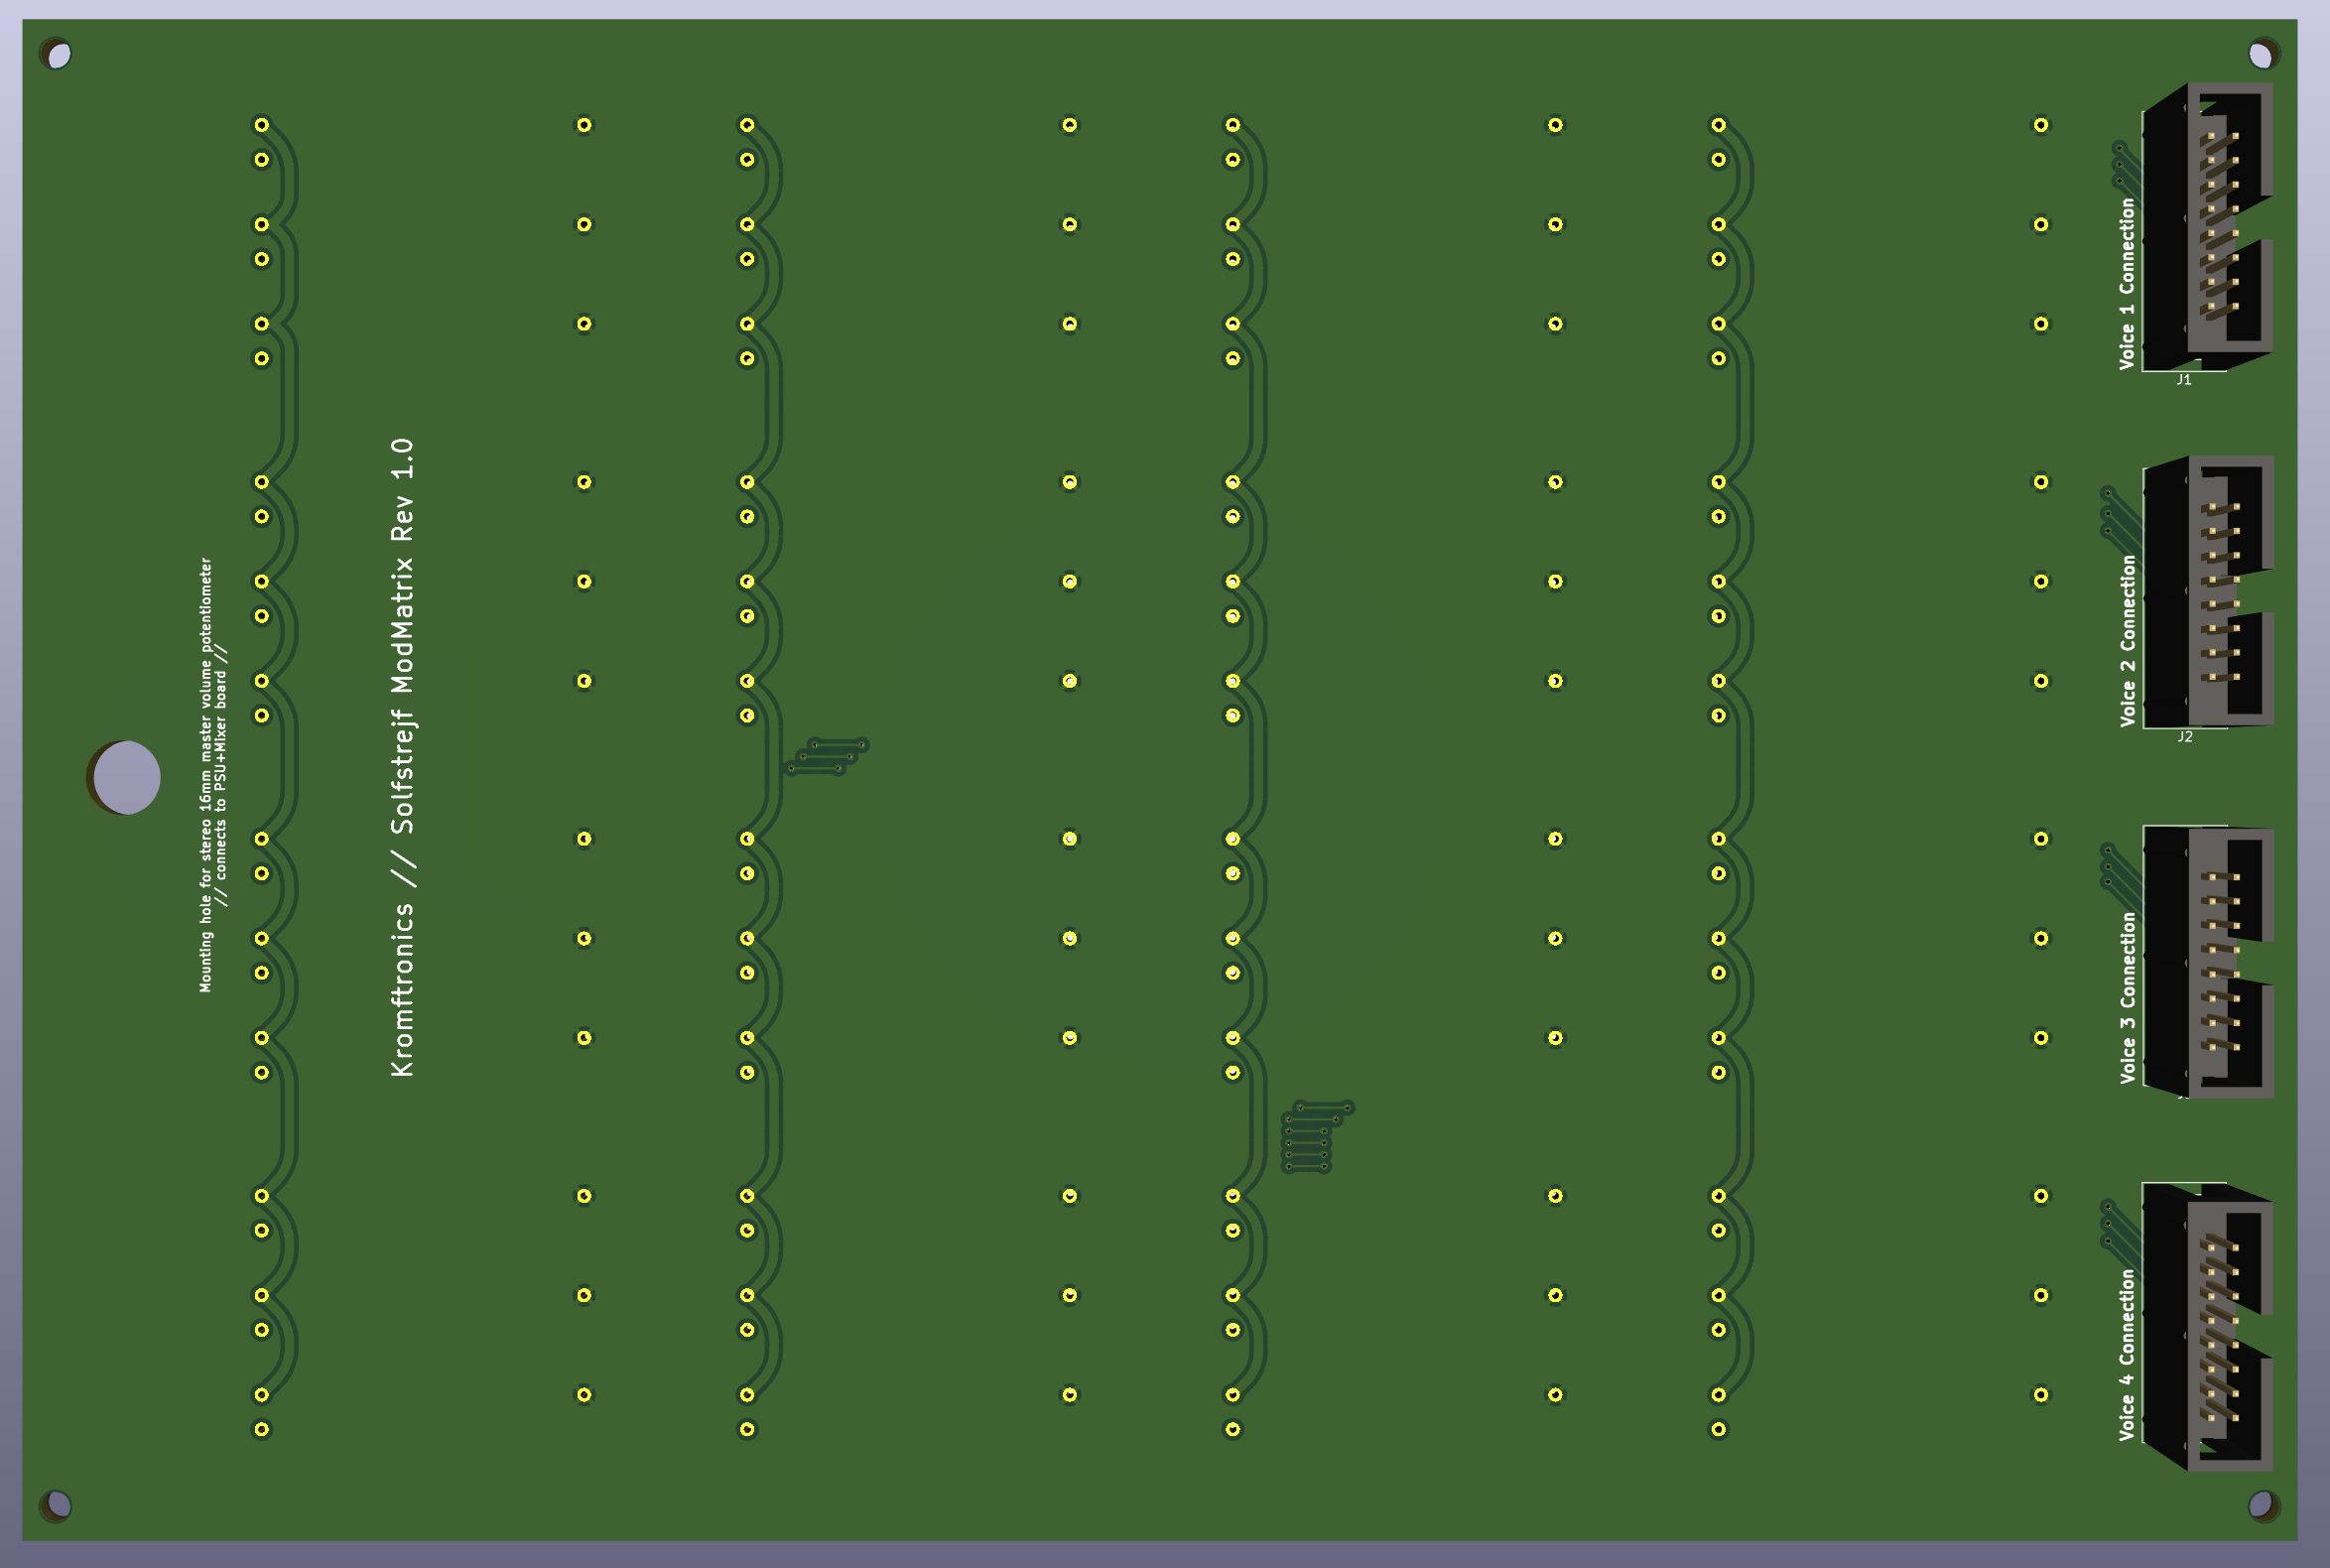 Mounting hole for stereo 16mm master volume potentiometer
// connects to PSU+Mixer board //
Kromftronics // Solfstrejf ModMatrix Rev 1.0
Voice 1 Connection
J1
Voice 2 Connection
J2
Voice 3 Connection
Voice 4 Connection